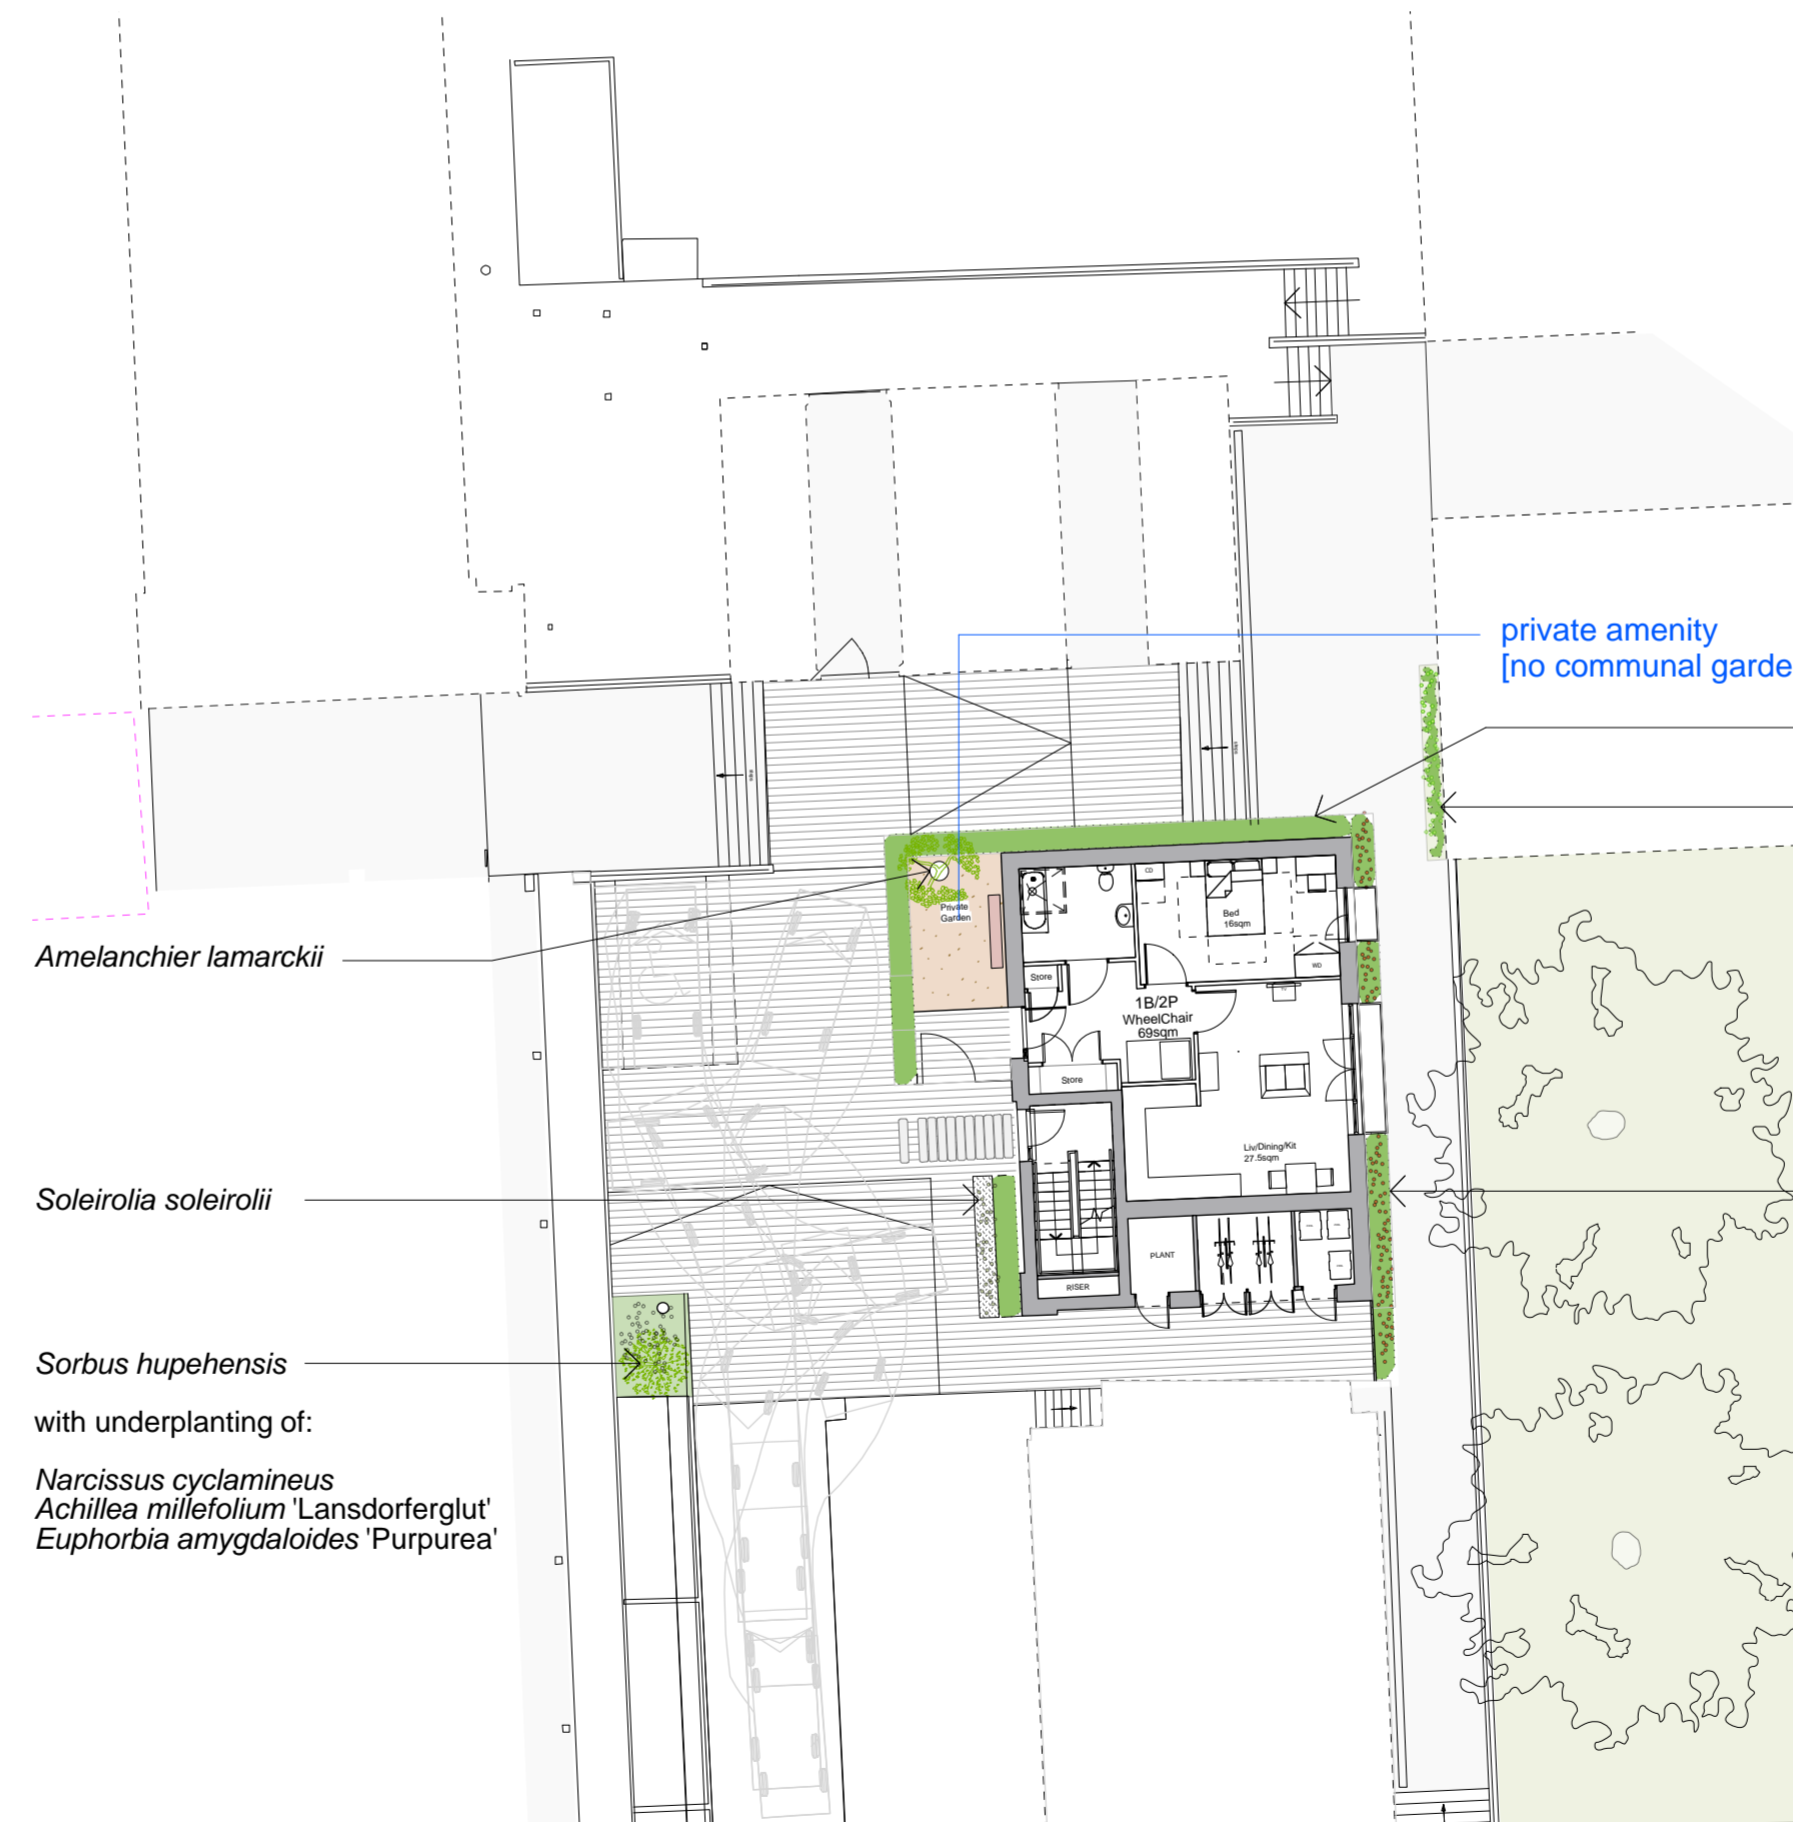 private amenity
[no communal garde
Private
Garden
CD
Bed
16sqm
WD
Amelanchier lamarckii
Store
1B/2P
WheelChair
69sqm
Store
Liv/Dining/Kit
27.5sqm
Soleirolia soleirolii
PLANT
RISER
Sorbus hupehensis
with underplanting of:
Narcissus cyclamineus
Achillea millefolium 'Lansdorferglut'
Euphorbia amygdaloides 'Purpurea'